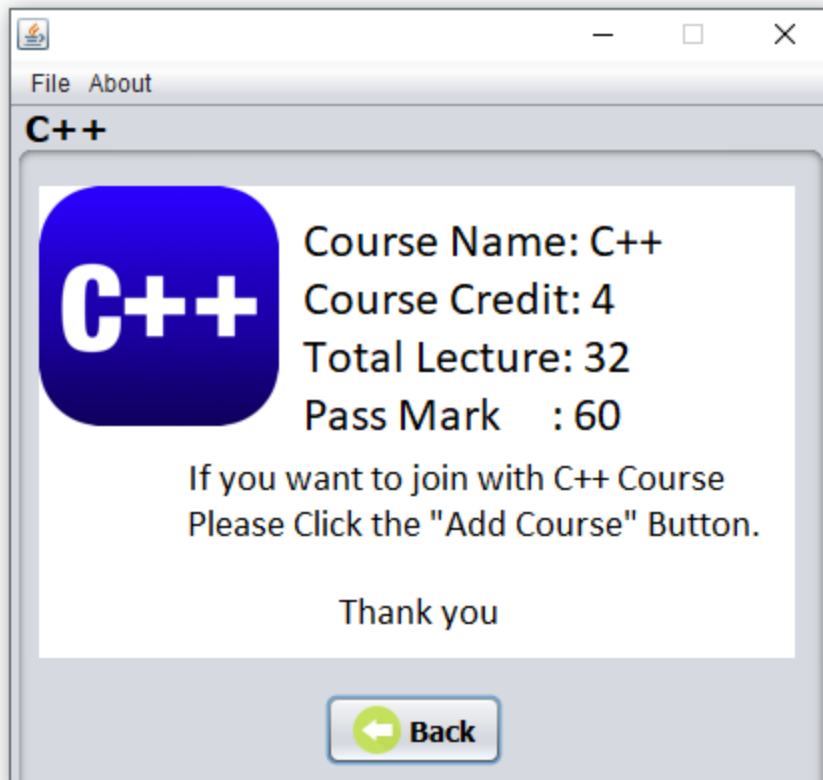 File About
C++
C++
Course Name: C++
Course Credit: 4
Total Lecture: 32
Pass Mark : 60
If you want to join with C++ Course
Please Click the "Add Course" Button.
Thank you
Back